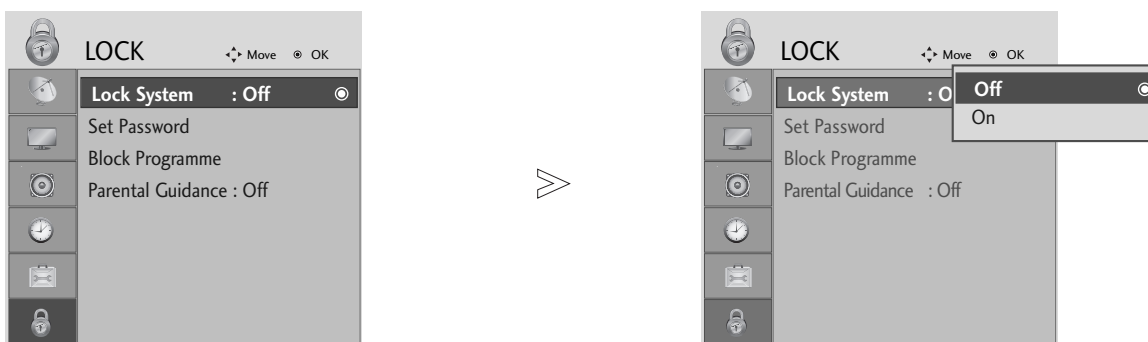 LOCK
Move OK
Lock System : Off
Set Password
Block Programme
Parental Guidance : Off
LOCK
Move OK
Lock System : O
Set Password
Block Programme
Parental Guidance : Off
Off
On